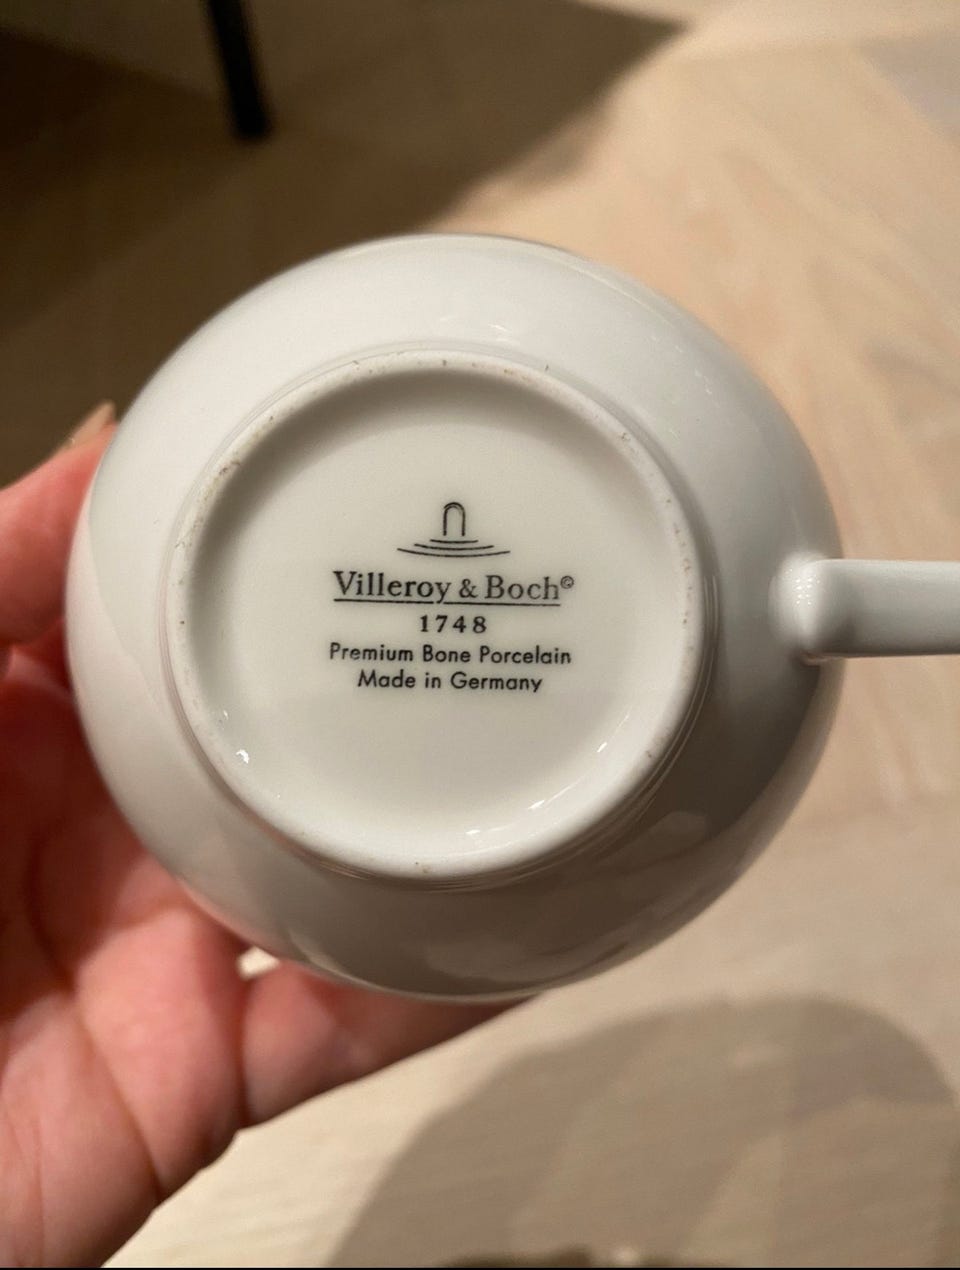 Villeroy & Boch©
1748
Premium Bone Porcelain
Made in Germany